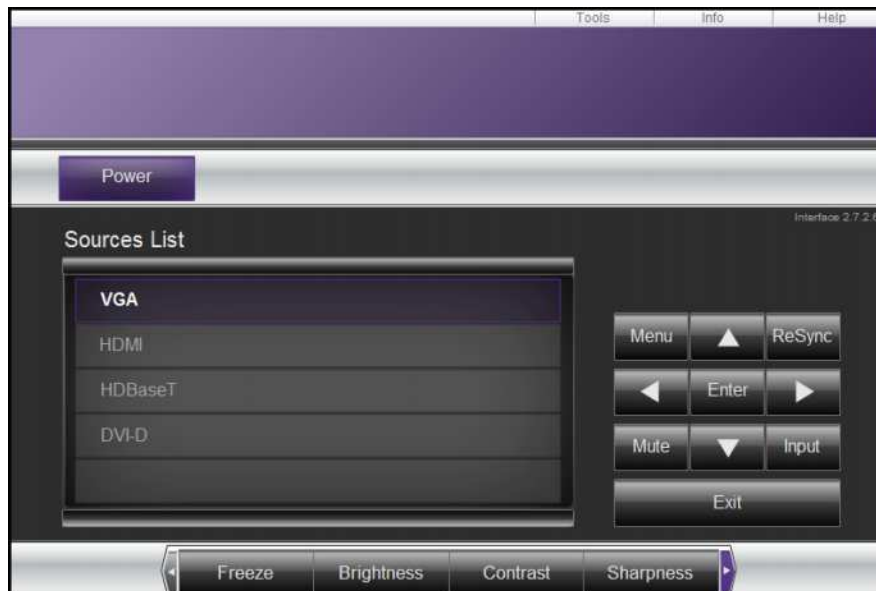 Tools Info Help
Power
Interface 2.7.2.6
Sources List
VGA
HDMI
HDBaseT
DVI-D
Menu ReSync
Enter
Mute Input
Exit
Freeze Brightness Contrast Sharpness